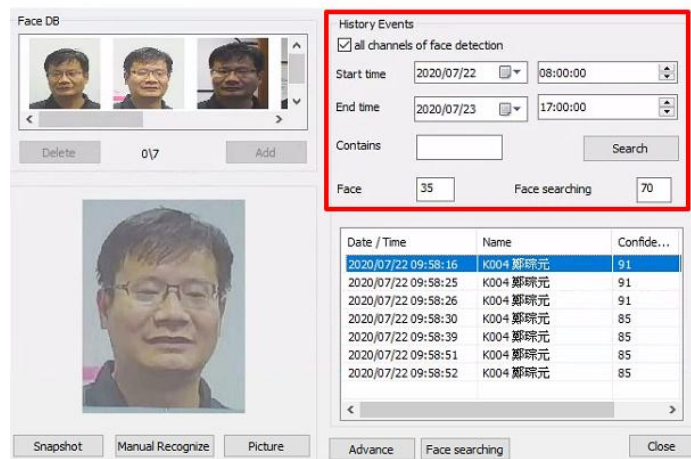 Face DB
Delete
0\7
Add
Snapshot
Manual Recognize
Picture
History Events
all channels of face detection
Start time 2020/07/22 08:00:00
End time 2020/07/23 17:00:00
Contains Search
Face 35 Face searching 70
Date / Time Name Confide...
2020/07/22 09:58:16 K004 鄭琮元 91
2020/07/22 09:58:25 K004 鄭琮元 91
2020/07/22 09:58:26 K004 鄭琮元 91
2020/07/22 09:58:30 K004 鄭琮元 85
2020/07/22 09:58:39 K004 鄭琮元 85
2020/07/22 09:58:51 K004 鄭琮元 85
2020/07/22 09:58:52 K004 鄭琮元 85
Advance
Face searching
Close